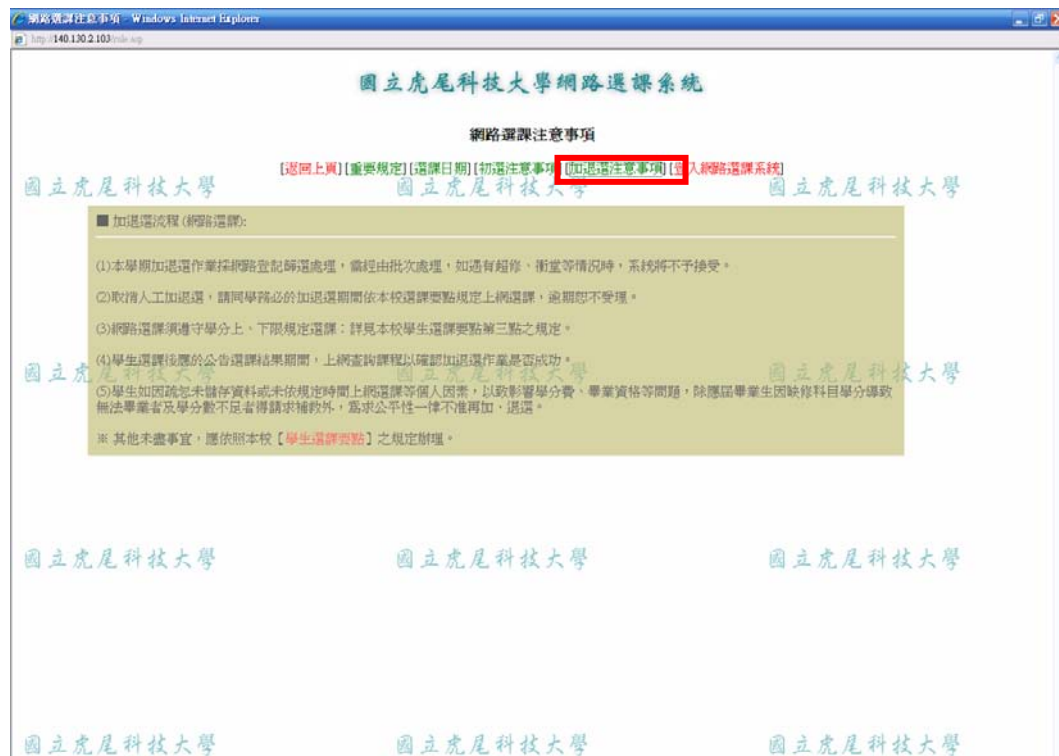 網路選課注意事項 - Windows Internet Explorer
http://140.130.2.103/rule.asp
國立虎尾科技大學網路選課系統
網路選課注意事項
[返回上頁][重要規定][選課日期][初選注意事項][加退選注意事項][登入網路選課系統]
國立虎尾科技大學 國立虎尾科技大學 國立虎尾科技大學
■ 加退選流程(網路選課):
(1)本學期加退選作業採網路登記篩選處理,當經由批次處理,如遇有超修、衝堂等情況時,系統將不予接受。
(2)取消人工加退選,請同學務必於加退選期間依本校選課要點規定上網選課,逾期恕不受理。
(3)網路選課須遵守學分上、下限規定選課:詳見本校學生選課要點第三點之規定。
(4)學生選課後應於公告選課結果期間,上網查詢課程以確認加退選作業是否成功。
國立虎尾科技大學 國立虎尾科技大學 國立虎尾科技大學
(5)學生如因疏忽未儲存資料或未依規定時間上網選課等個人因素,以致影響學分費、畢業資格等問題,除應屆畢業生因缺修科目學分導致
無法畢業者及學分數不足者得請求補救外,為求公平性一律不准再加、退選。
※ 其他未盡事宜,應依照本校【學生選課要點】之規定辦理。
國立虎尾科技大學 國立虎尾科技大學 國立虎尾科技大學
國立虎尾科技大學 國立虎尾科技大學 國立虎尾科技大學